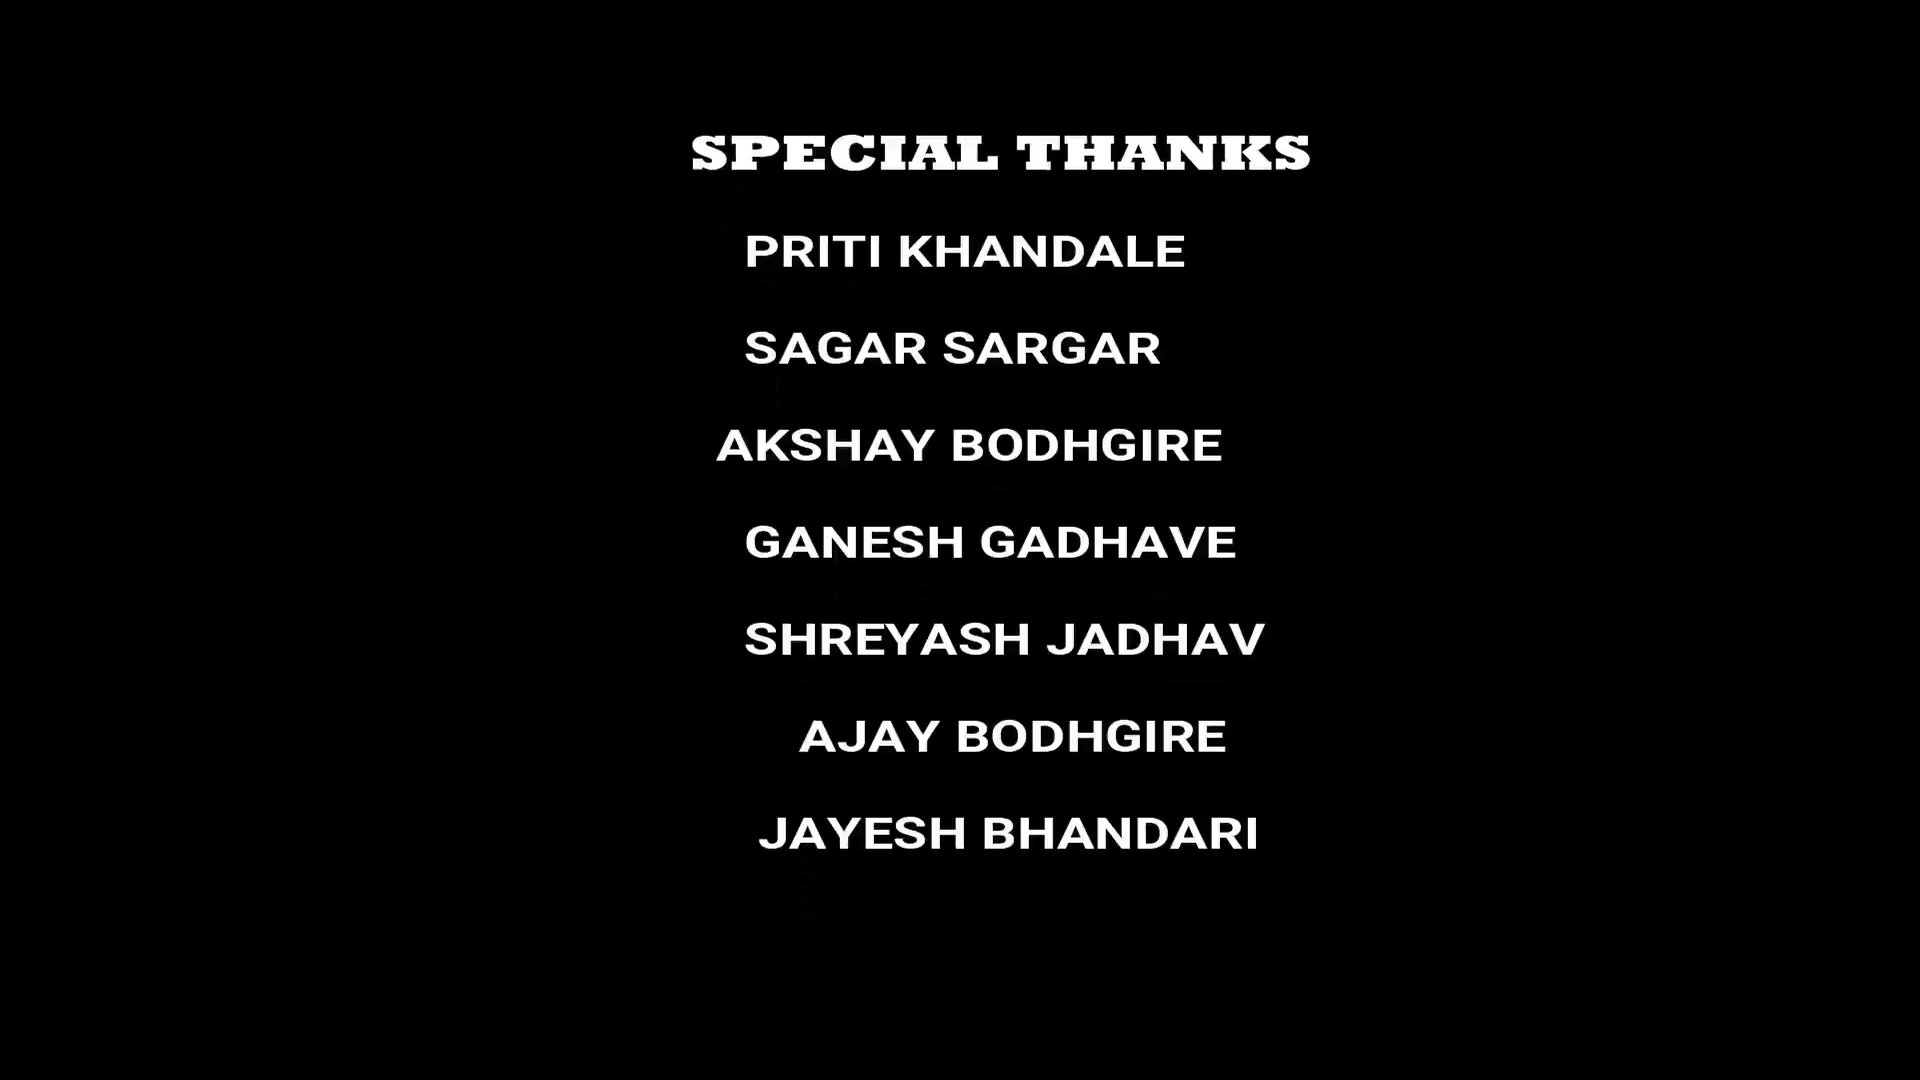 SPECIAL THANKS
PRITI KHANDALE
SAGAR SARGAR
AKSHAY BODHGIRE
GANESH GADHAVE
SHREYASH JADHAV
AJAY BODHGIRE
JAYESH BHANDARI